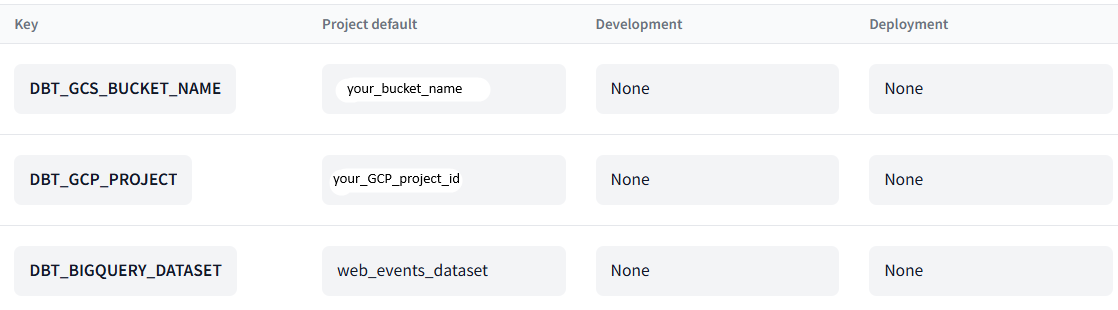 Key Project default Development Deployment
DBT_GCS_BUCKET_NAME your_bucket_name None None
DBT_GCP_PROJECT your_GCP_project_id None None
DBT_BIGQUERY_DATASET web_events_dataset None None